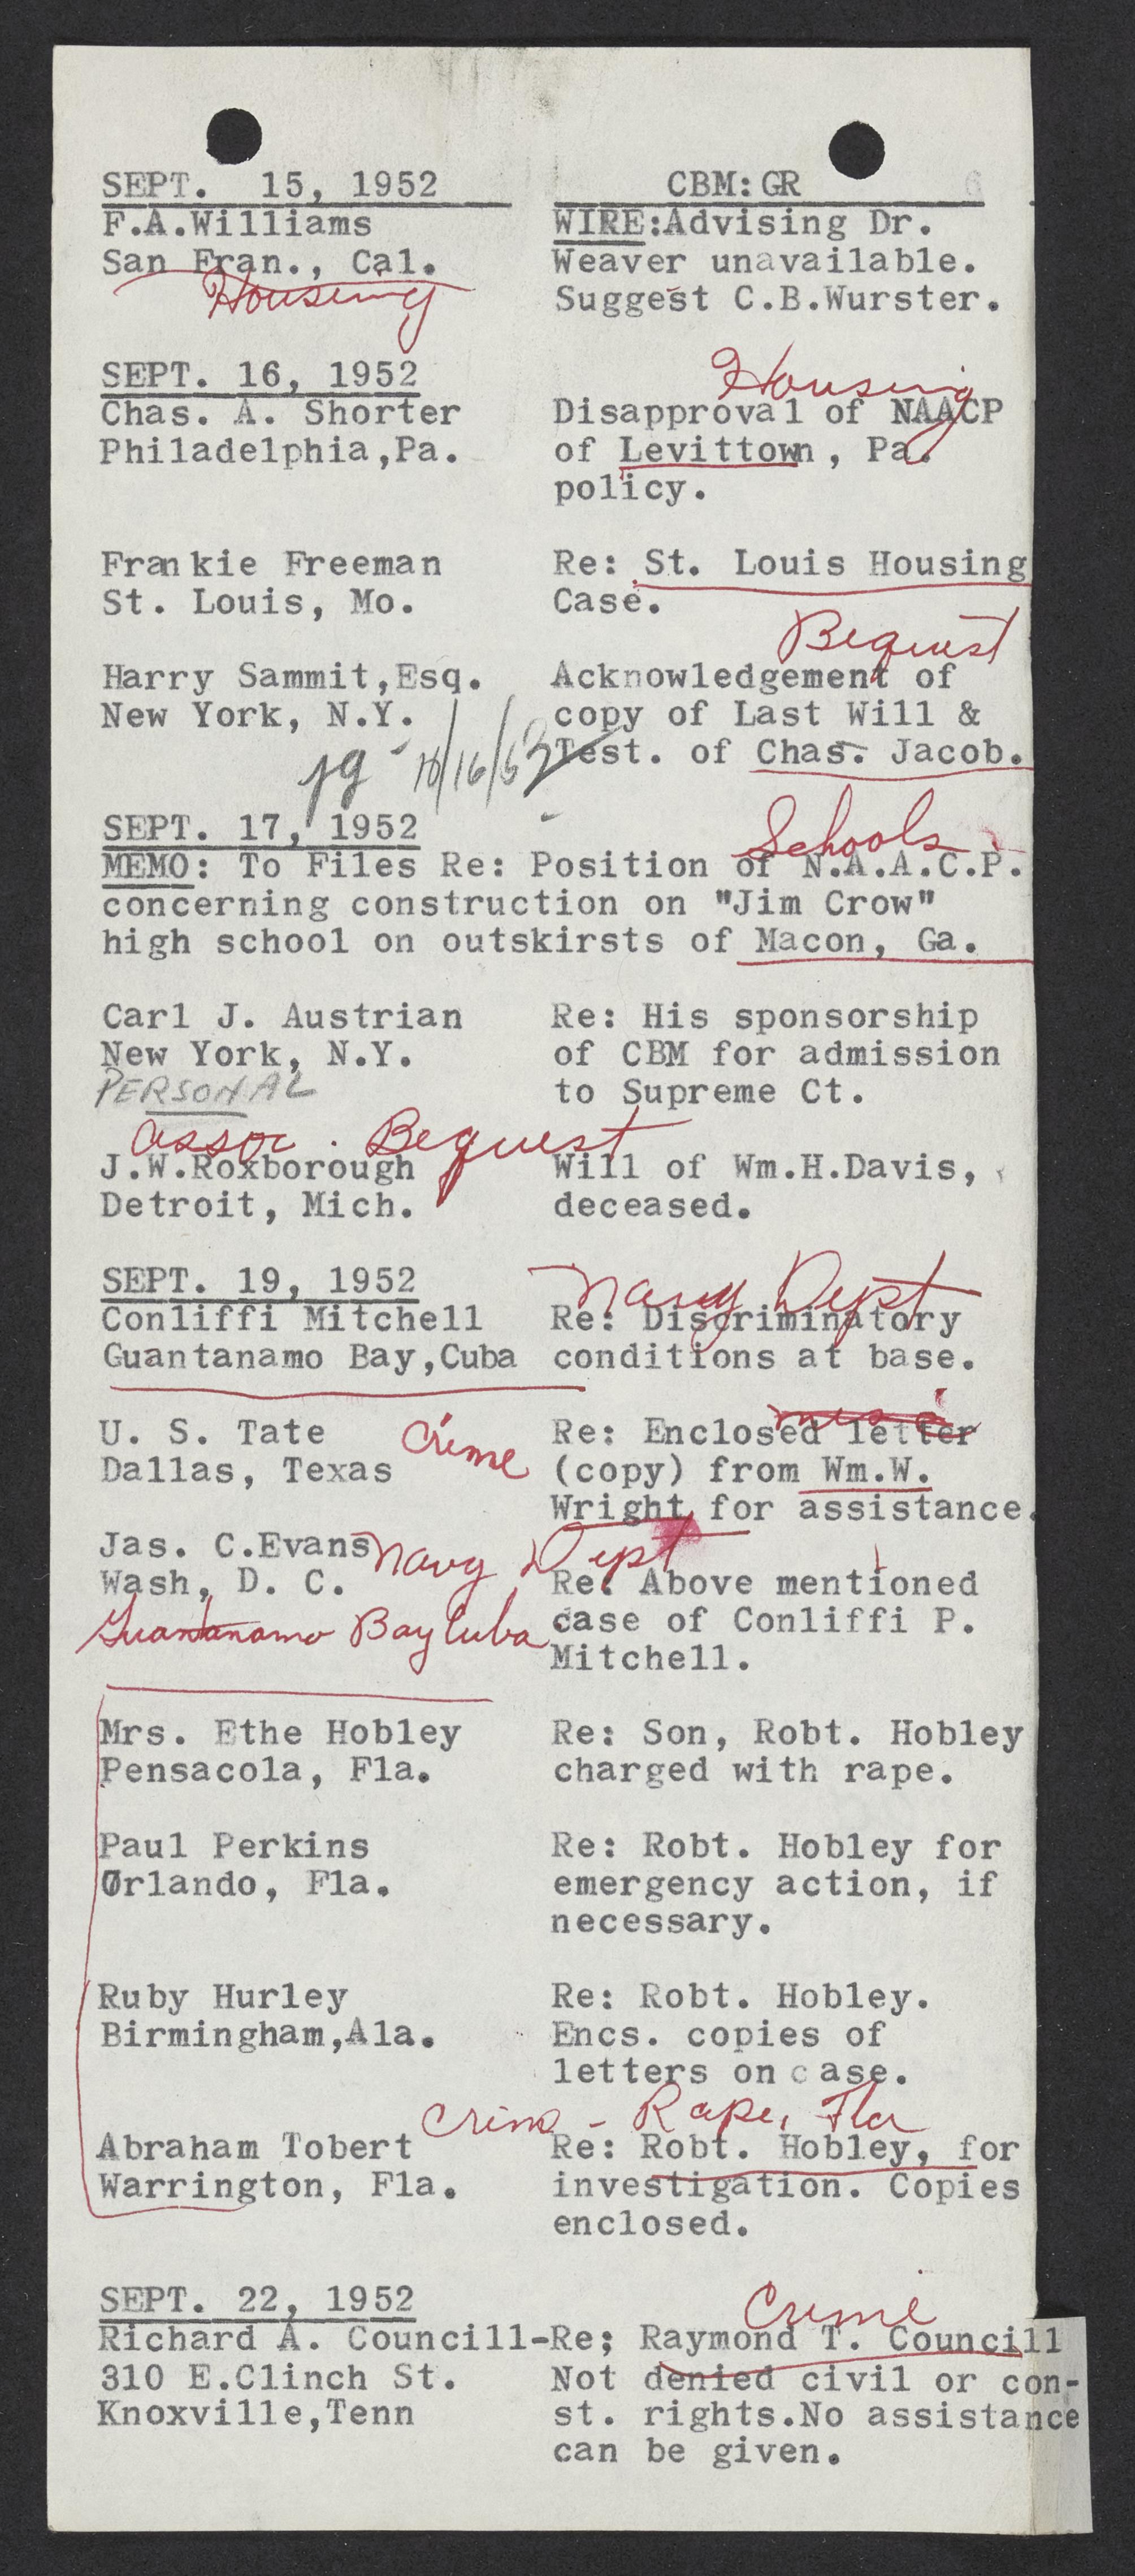 SEPT. 15, 1952 CBM:GR 6
F.A.Williams WIRE:Advising Dr.
San Fran., Cal. Weaver unavailable.
Housing Suggest C.B.Wurster.
SEPT. 16, 1952 Housing
Chas. A. Shorter Disapproval of NAACP
Philadelphia,Pa. of Levittown, Pa.
policy.
Frankie Freeman Re: St. Louis Housing
St. Louis, Mo. Case.
Bequest
Harry Sammit,Esq. Acknowledgement of
New York, N.Y. copy of Last Will &
Test. of Chas. Jacob.
10/16/53
SEPT. 17, 1952 Schools
MEMO: To Files Re: Position of N.A.A.C.P.
concerning construction on "Jim Crow"
high school on outskirsts of Macon, Ga.
Carl J. Austrian Re: His sponsorship
New York, N.Y. of CBM for admission
PERSONAL to Supreme Ct.
assoc. Bequest
J.W.Roxborough Will of Wm.H.Davis,
Detroit, Mich. deceased.
SEPT. 19, 1952 Navy Dept
Conliffi Mitchell Re: Discriminatory
Guantanamo Bay,Cuba conditions at base.
U. S. Tate Crime Re: Enclosed letter
Dallas, Texas (copy) from Wm.W.
Wright for assistance.
Jas. C.Evans Navy Dept
Wash, D. C. Re: Above mentioned
Guantanamo Bay Cuba case of Conliffi P.
Mitchell.
Mrs. Ethe Hobley Re: Son, Robt. Hobley
Pensacola, Fla. charged with rape.
Paul Perkins Re: Robt. Hobley for
Orlando, Fla. emergency action, if
necessary.
Ruby Hurley Re: Robt. Hobley.
Birmingham,Ala. Encs. copies of
letters on case.
Crime - Rape, Fla
Abraham Tobert Re: Robt. Hobley, for
Warrington, Fla. investigation. Copies
enclosed.
SEPT. 22, 1952 Crime
Richard A. Councill-Re; Raymond T. Councill
310 E.Clinch St. Not denied civil or con-
Knoxville,Tenn st. rights.No assistance
can be given.